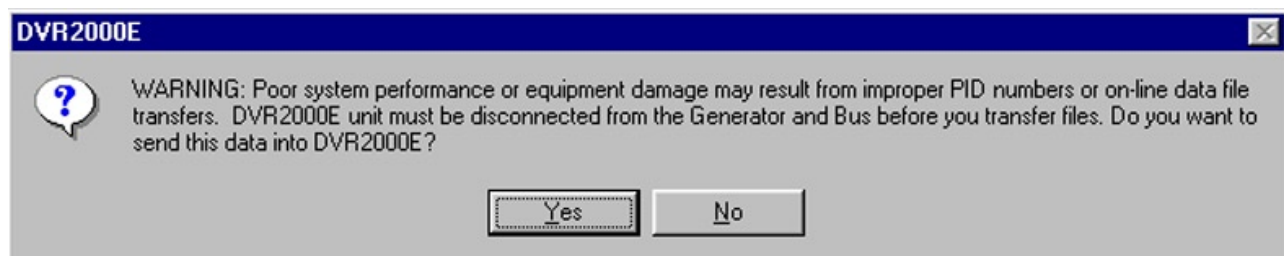 DVR2000E
WARNING: Poor system performance or equipment damage may result from improper PID numbers or on-line data file
transfers.  DVR2000E unit must be disconnected from the Generator and Bus before you transfer files. Do you want to
send this data into DVR2000E?
Yes No